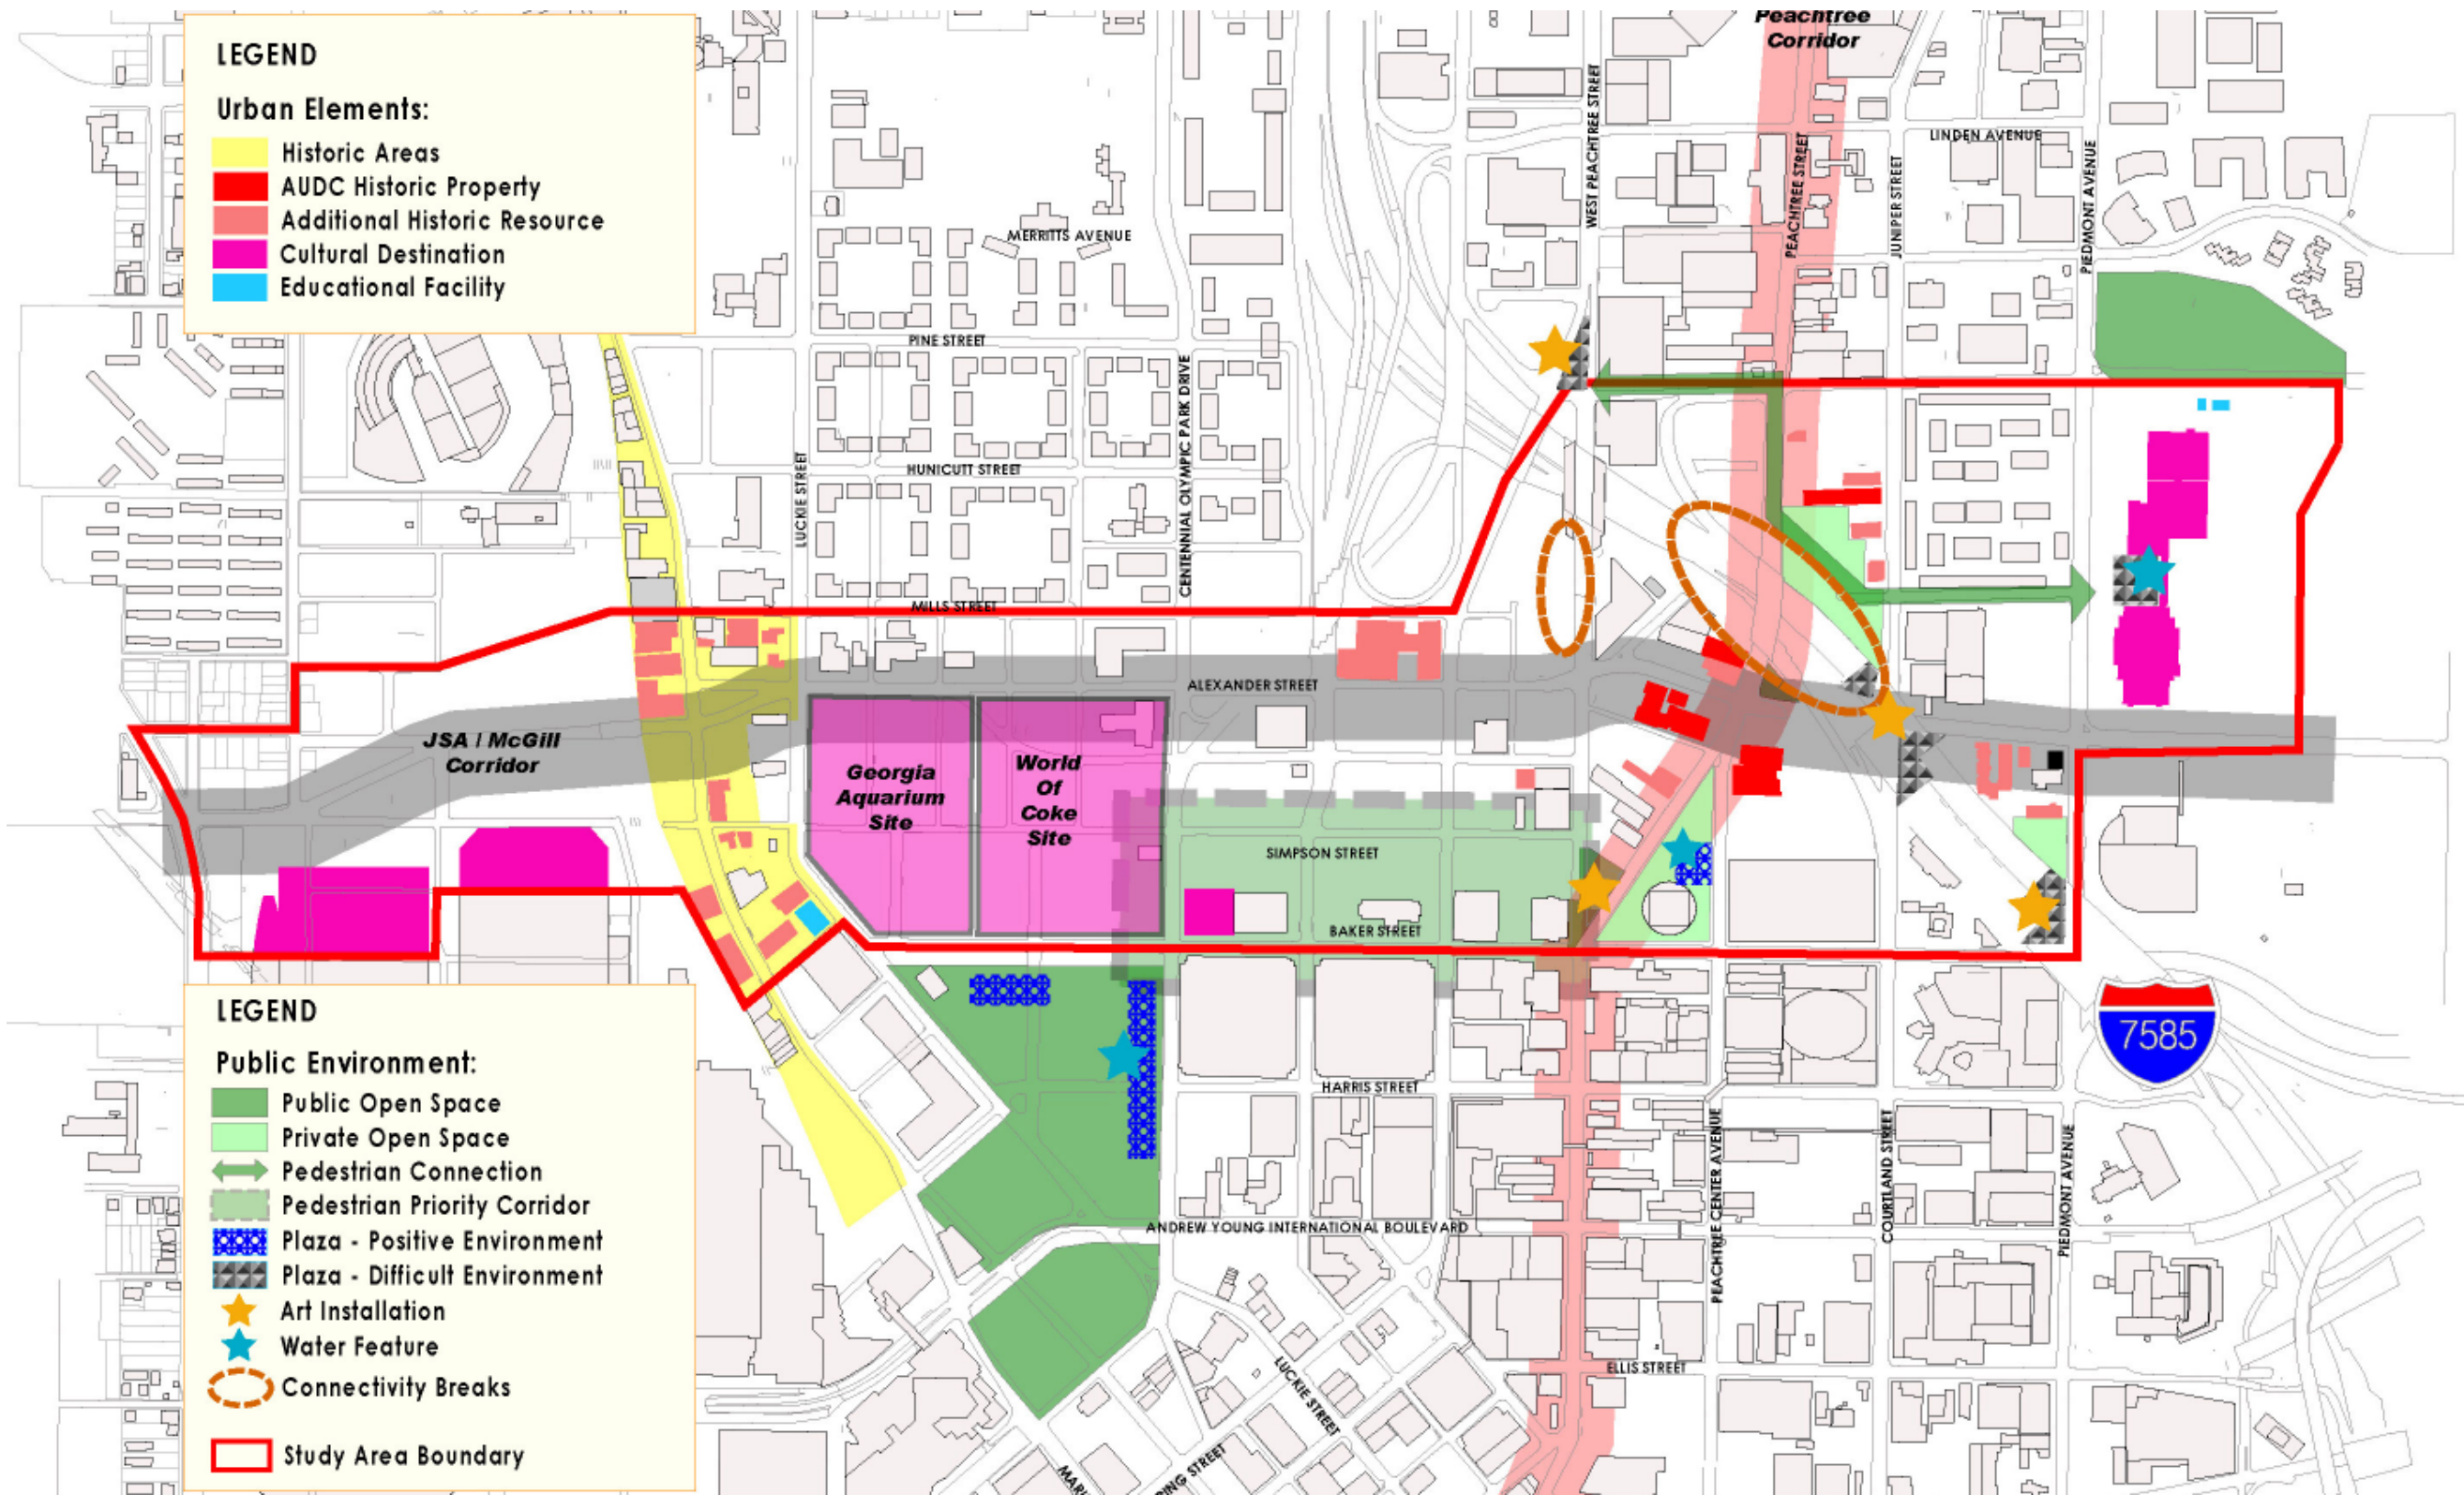 LEGEND
Urban Elements:
Historic Areas
AUDC Historic Property
Additional Historic Resource
Cultural Destination
Educational Facility
Peachtree
Corridor
WEST PEACHTREE STREET
PEACHTREE STREET
JUNIPER STREET
LINDEN AVENUE
PIEDMONT AVENUE
MERRITTS AVENUE
PINE STREET
LUCKIE STREET
HUNICUTT STREET
CENTENNIAL OLYMPIC PARK DRIVE
MILLS STREET
ALEXANDER STREET
JSA / McGill
Corridor
Georgia
Aquarium
Site
World
Of
Coke
Site
SIMPSON STREET
BAKER STREET
7585
HARRIS STREET
ANDREW YOUNG INTERNATIONAL BOULEVARD
PEACHTREE CENTER AVENUE
COURTLAND STREET
PIEDMONT AVENUE
ELLIS STREET
LUCKIE STREET
LEGEND
Public Environment:
Public Open Space
Private Open Space
Pedestrian Connection
Pedestrian Priority Corridor
Plaza - Positive Environment
Plaza - Difficult Environment
Art Installation
Water Feature
Connectivity Breaks
Study Area Boundary